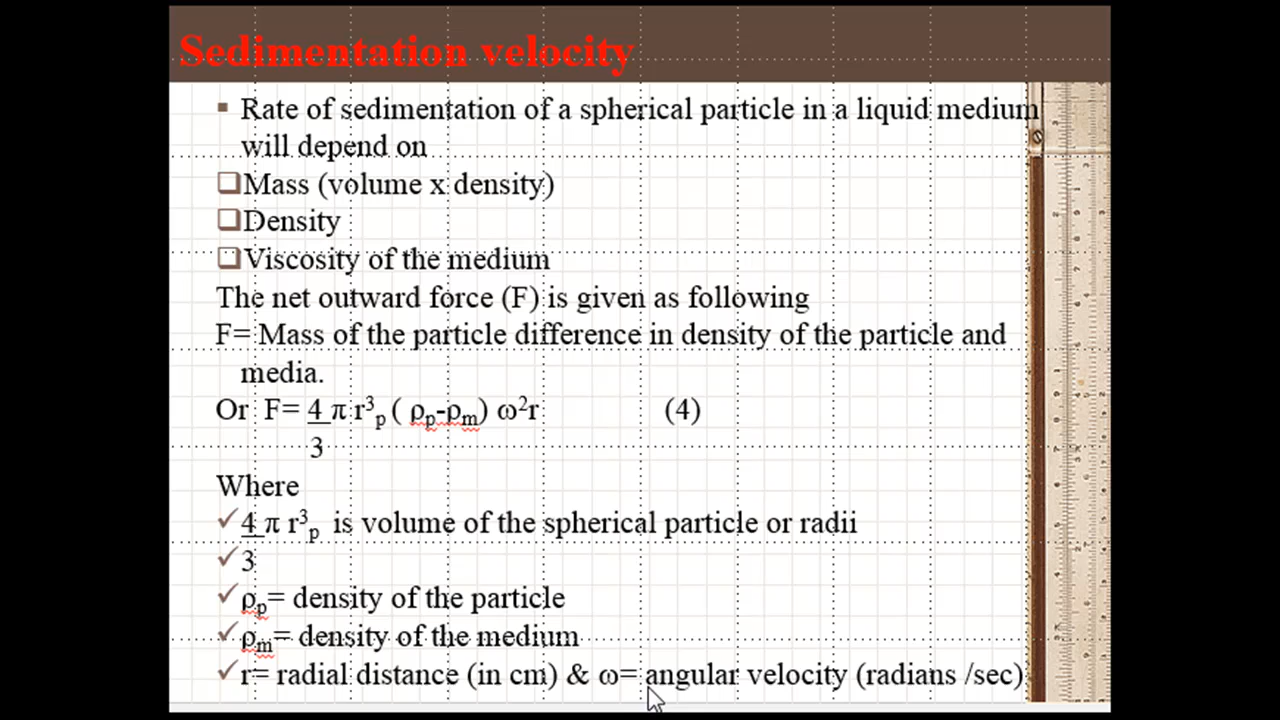 Sedimentation velocity
▪ Rate of sedimentation of a spherical particle in a liquid medium
will depend on
❑Mass (volume x density)
❑Density
❑Viscosity of the medium
The net outward force (F) is given as following
F= Mass of the particle difference in density of the particle and
media.
Or F= 4 π r³ₚ ( ρₚ-ρₘ) ω²r (4)
3
Where
✓4 π r³ₚ is volume of the spherical particle or radii
✓3
✓ρₚ= density of the particle
✓ρₘ= density of the medium
✓r= radial distance (in cm) & ω= angular velocity (radians /sec)